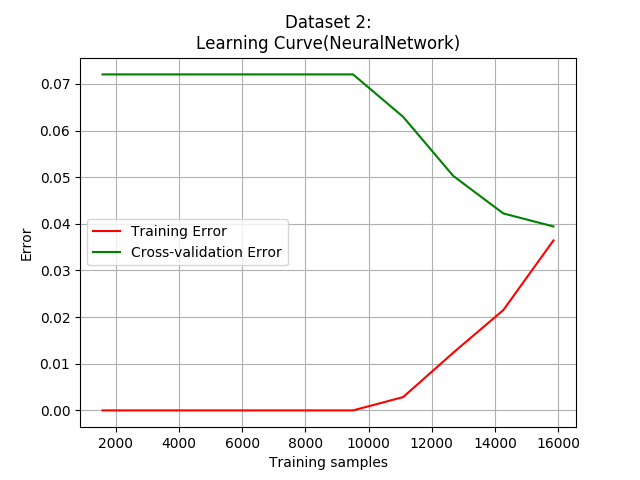 Dataset 2:
Learning Curve(NeuralNetwork)
0.07
0.06
0.05
0.04
0.03
0.02
0.01
0.00
Error
Training Error
Cross-validation Error
2000 4000 6000 8000 10000 12000 14000 16000
Training samples